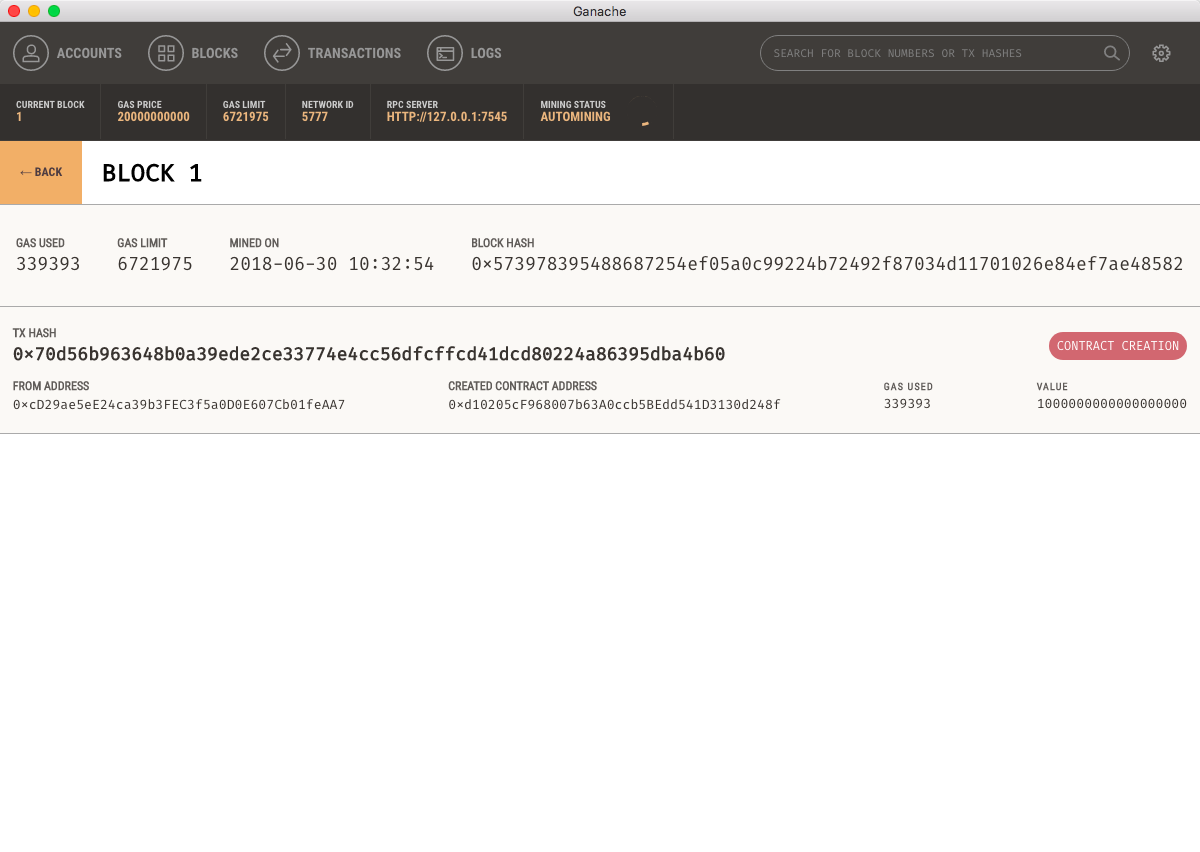 Ganache
ACCOUNTS BLOCKS TRANSACTIONS LOGS SEARCH FOR BLOCK NUMBERS OR TX HASHES
CURRENT BLOCK GAS PRICE GAS LIMIT NETWORK ID RPC SERVER MINING STATUS
1 20000000000 6721975 5777 HTTP://127.0.0.1:7545 AUTOMINING
← BACK BLOCK 1
GAS USED GAS LIMIT MINED ON BLOCK HASH
339393 6721975 2018-06-30 10:32:54 0×573978395488687254ef05a0c99224b72492f87034d11701026e84ef7ae48582
TX HASH
0×70d56b963648b0a39ede2ce33774e4cc56dfcffcd41dcd80224a86395dba4b60 CONTRACT CREATION
FROM ADDRESS CREATED CONTRACT ADDRESS GAS USED VALUE
0×cD29ae5eE24ca39b3FEC3f5a0D0E607Cb01feAA7 0×d10205cF968007b63A0ccb5BEdd541D3130d248f 339393 1000000000000000000